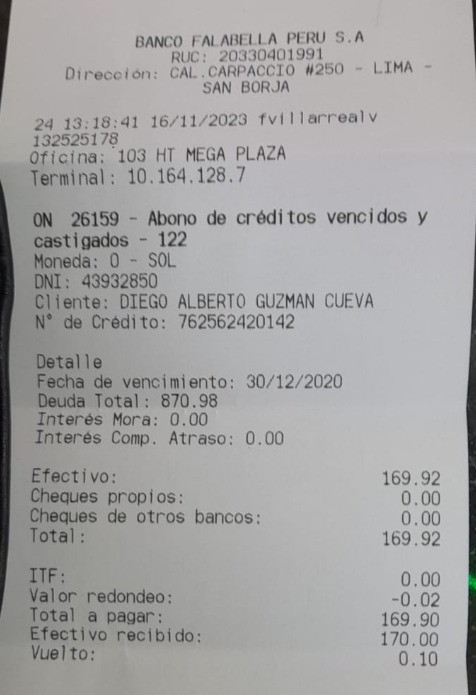 BANCO FALABELLA PERU S.A
RUC: 20330401991
Dirección: CAL.CARPACCIO #250 - LIMA -
SAN BORJA
24 13:18:41 16/11/2023 fvillarrealv
132525178
Oficina: 103 HT MEGA PLAZA
Terminal: 10.164.128.7
ON 26159 - Abono de créditos vencidos y
castigados - 122
Moneda: 0 - SOL
DNI: 43932850
Cliente: DIEGO ALBERTO GUZMAN CUEVA
N° de Crédito: 762562420142
Detalle
Fecha de vencimiento: 30/12/2020
Deuda Total: 870.98
Interés Mora: 0.00
Interés Comp. Atraso: 0.00
Efectivo: 169.92
Cheques propios: 0.00
Cheques de otros bancos: 0.00
Total: 169.92
ITF: 0.00
Valor redondeo: -0.02
Total a pagar: 169.90
Efectivo recibido: 170.00
Vuelto: 0.10